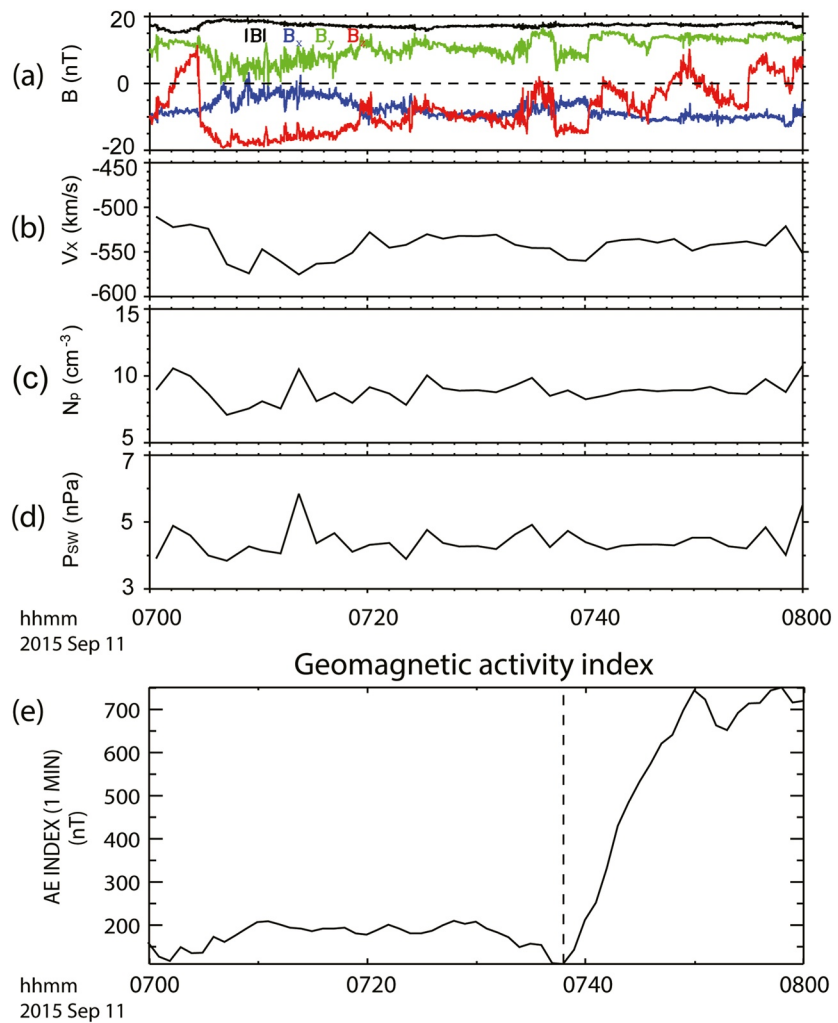 (a)
B (nT)
20
0
-20
|B| Bx By B
(b)
Vx (km/s)
-450
-500
-550
-600
(c)
Np (cm-3)
15
10
5
(d)
Psw (nPa)
7
5
3
0700 0720 0740 0800
hhmm
2015 Sep 11
Geomagnetic activity index
(e)
AE INDEX (1 MIN)
(nT)
700
600
500
400
300
200
0700 0720 0740 0800
hhmm
2015 Sep 11